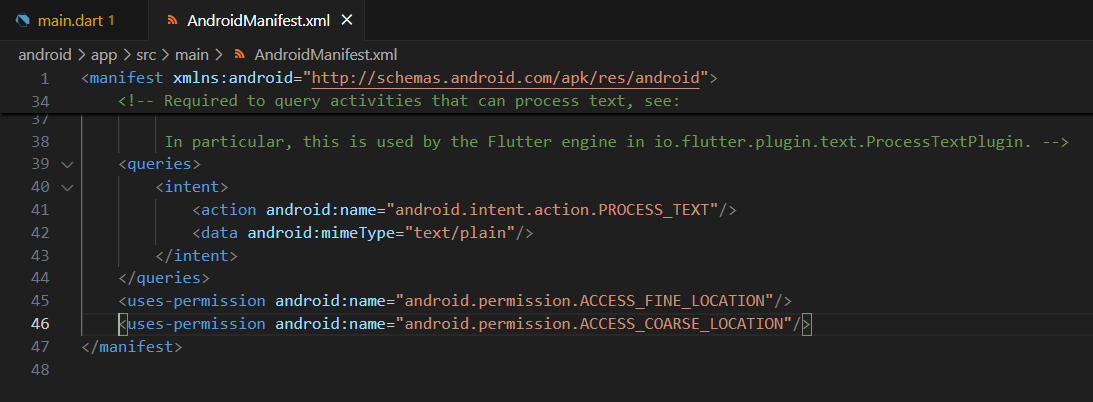 main.dart 1
AndroidManifest.xml
android > app > src > main > AndroidManifest.xml
1 <manifest xmlns:android="http://schemas.android.com/apk/res/android">
34 <!-- Required to query activities that can process text, see:
37
38 In particular, this is used by the Flutter engine in io.flutter.plugin.text.ProcessTextPlugin. -->
39 <queries>
40 <intent>
41 <action android:name="android.intent.action.PROCESS_TEXT"/>
42 <data android:mimeType="text/plain"/>
43 </intent>
44 </queries>
45 <uses-permission android:name="android.permission.ACCESS_FINE_LOCATION"/>
46 <uses-permission android:name="android.permission.ACCESS_COARSE_LOCATION"/>
47 </manifest>
48